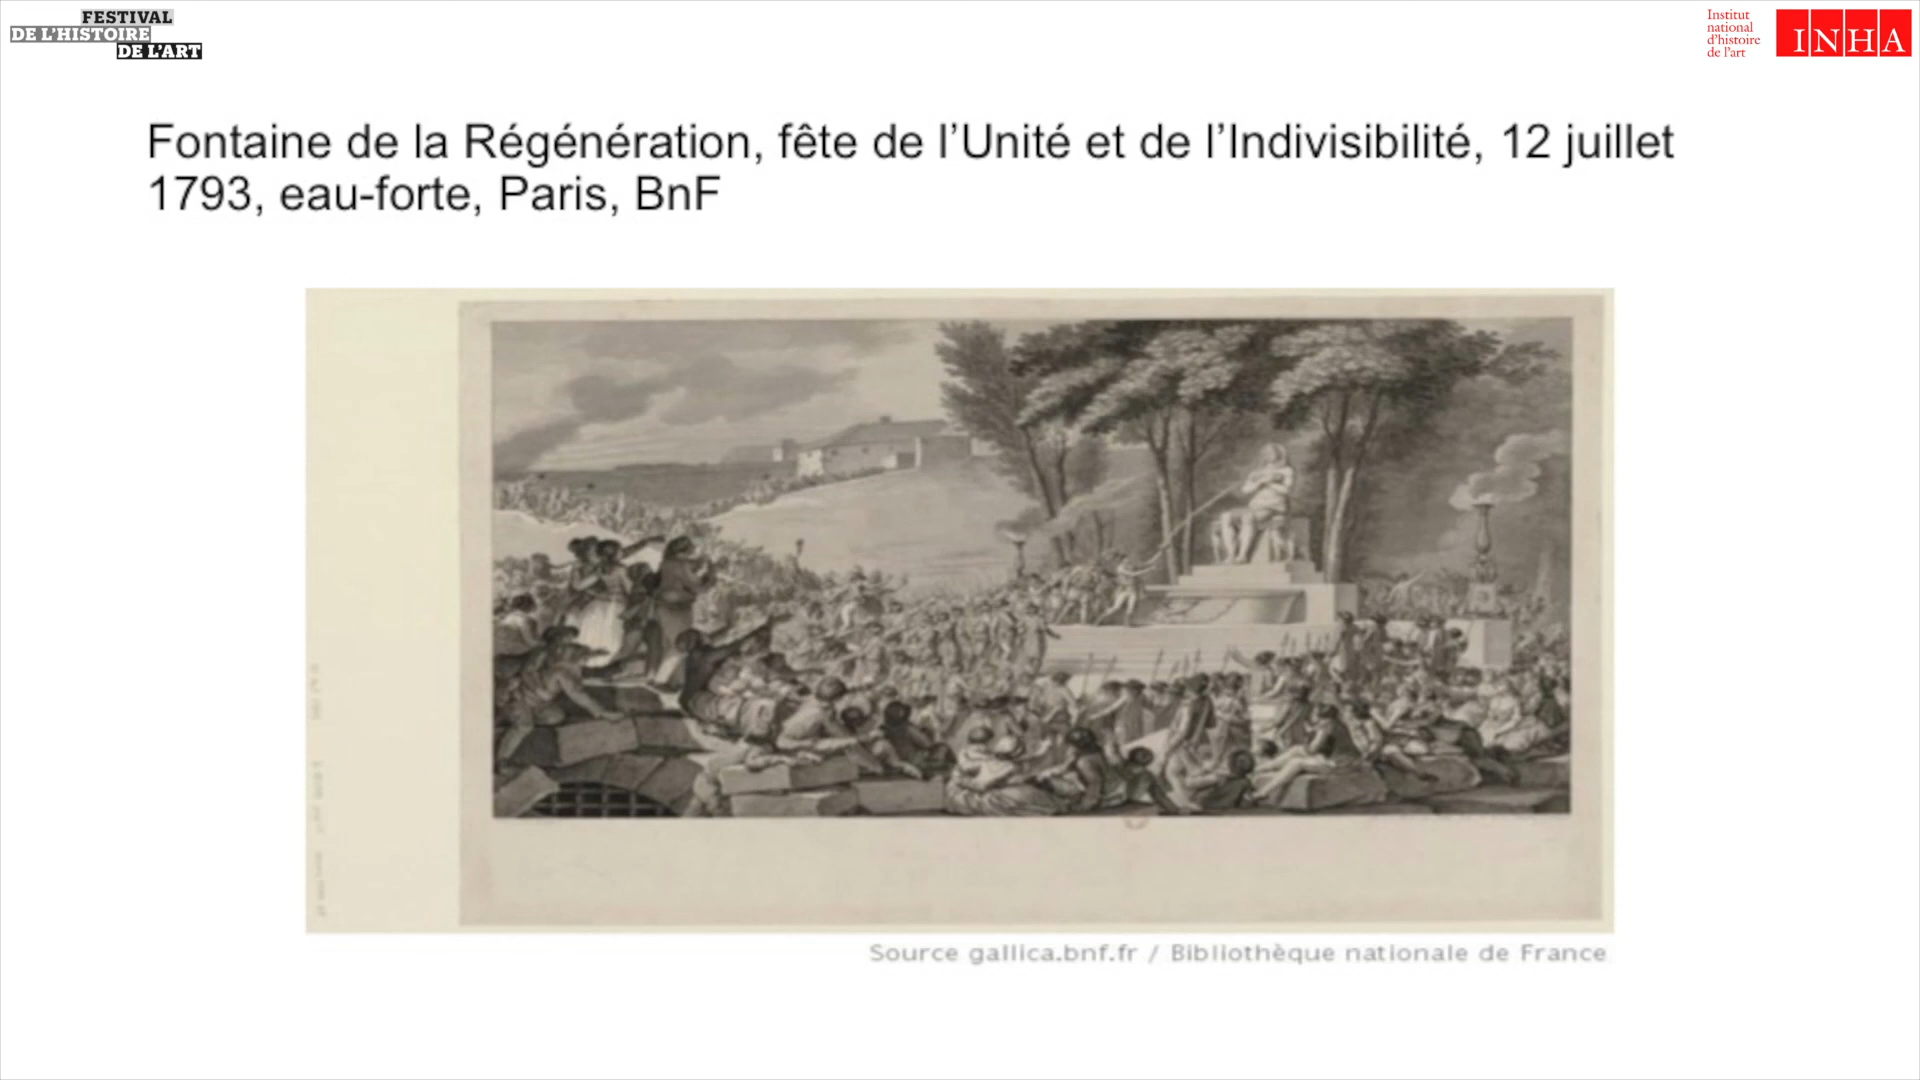 FESTIVAL
DE L'HISTOIRE
DE L'ART
Institut
national
d'histoire
de l'art
INHA
Fontaine de la Régénération, fête de l’Unité et de l’Indivisibilité, 12 juillet
1793, eau-forte, Paris, BnF
Source gallica.bnf.fr / Bibliothèque nationale de France